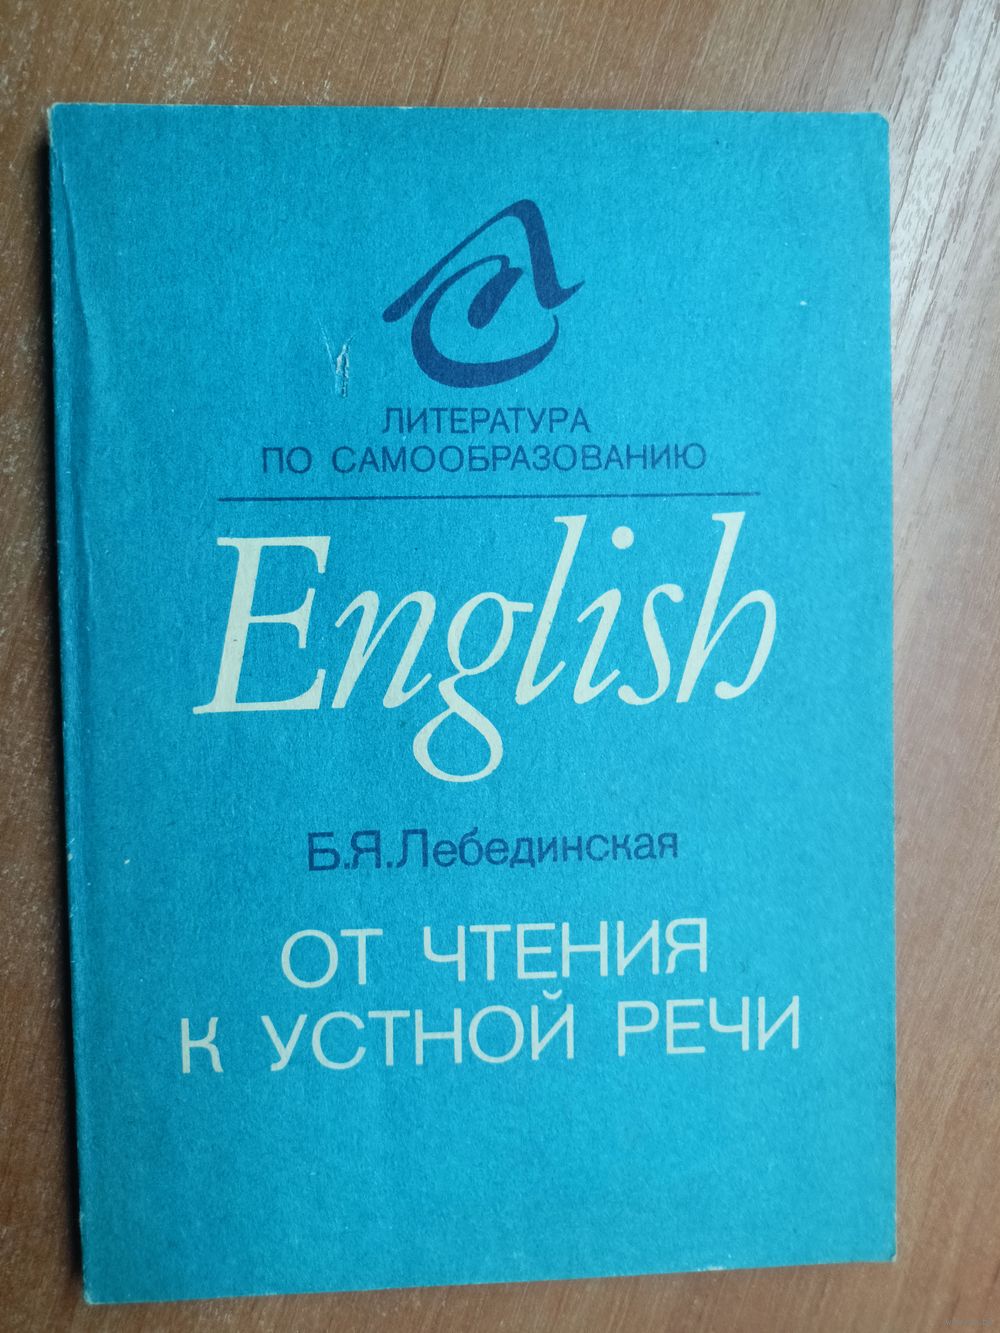 ЛИТЕРАТУРА
ПО САМООБРАЗОВАНИЮ
English
Б.Я.Лебединская
ОТ ЧТЕНИЯ
К УСТНОЙ РЕЧИ